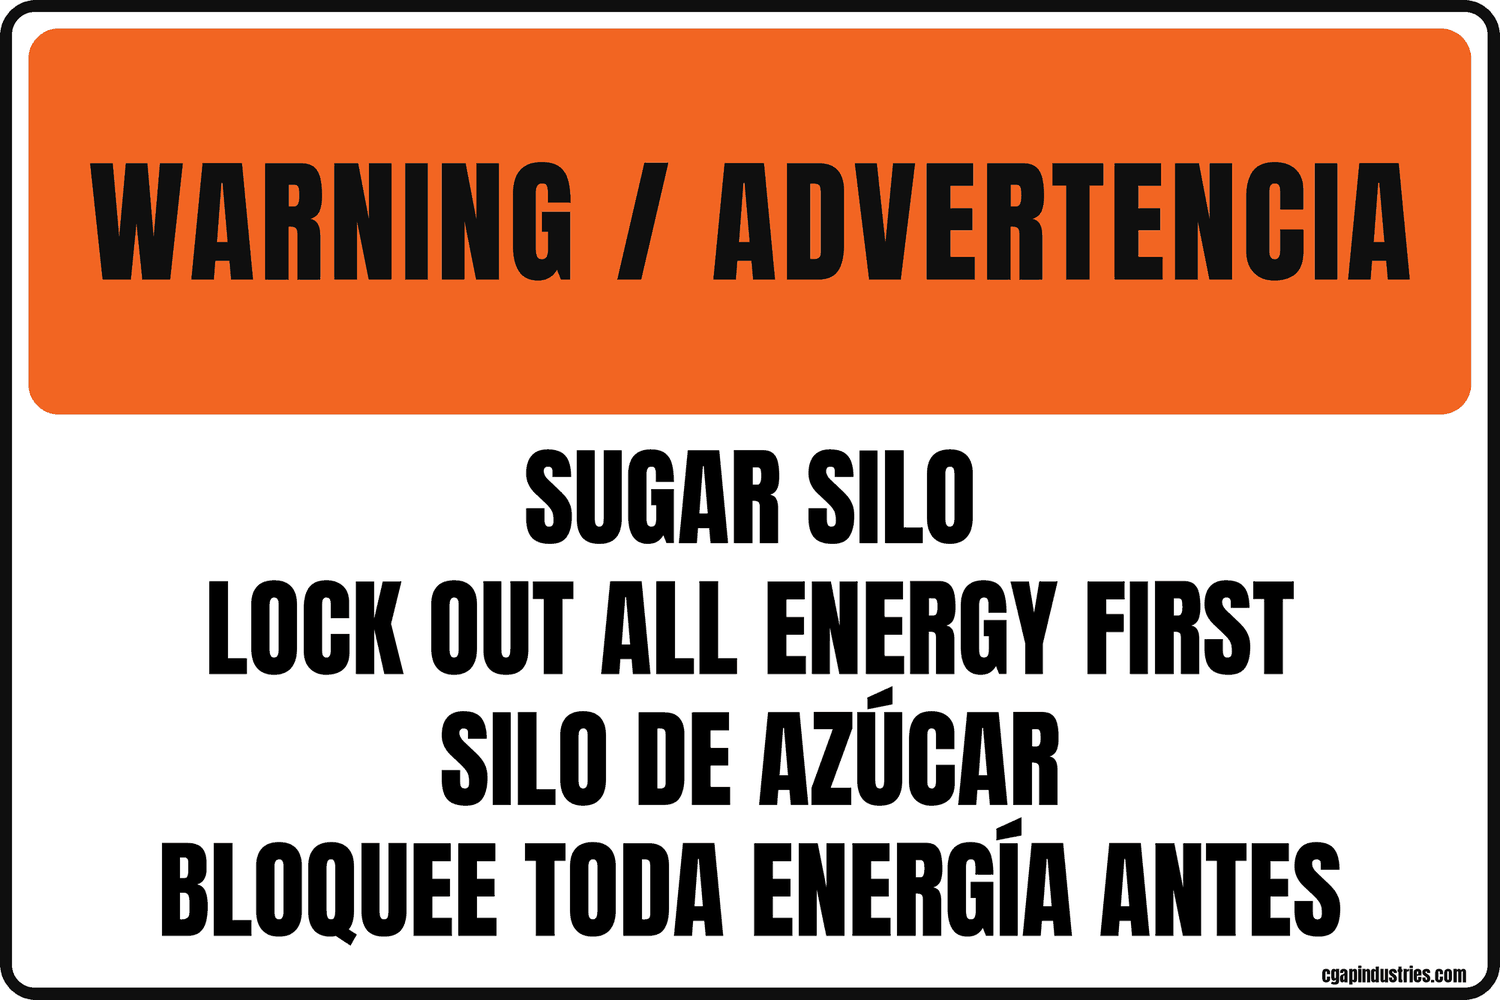 WARNING / ADVERTENCIA
SUGAR SILO
LOCK OUT ALL ENERGY FIRST
SILO DE AZÚCAR
BLOQUEE TODA ENERGÍA ANTES
cgapindustries.com